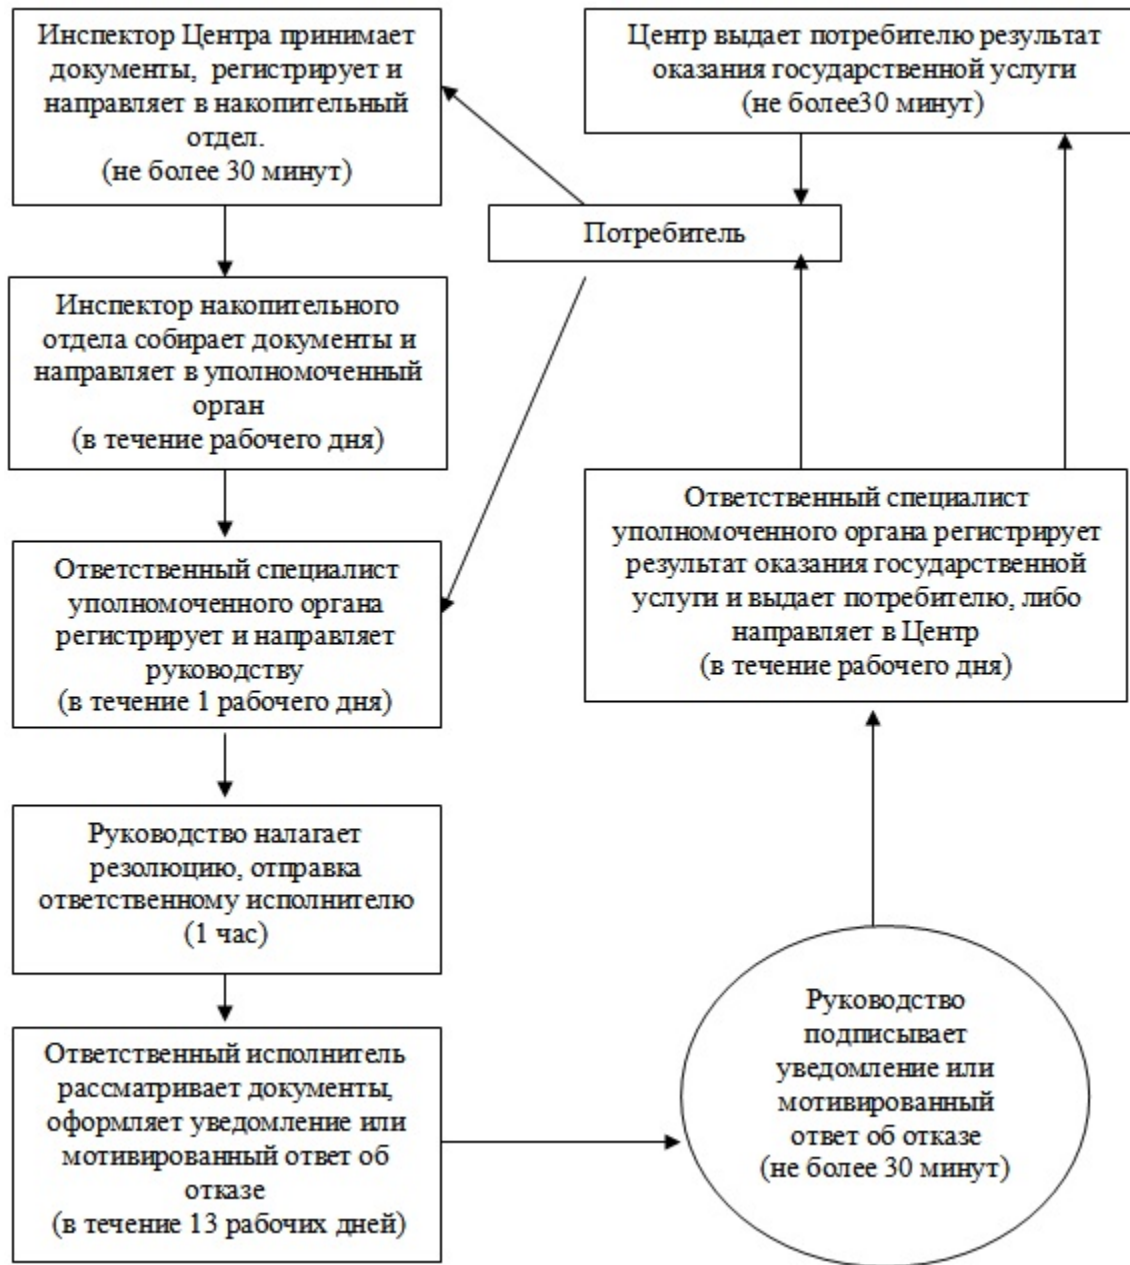 Инспектор Центра принимает
документы, регистрирует и
направляет в накопительный
отдел.
(не более 30 минут)
Центр выдает потребителю результат
оказания государственной услуги
(не более30 минут)
Потребитель
Инспектор накопительного
отдела собирает документы и
направляет в уполномоченный
орган
(в течение рабочего дня)
Ответственный специалист
уполномоченного органа
регистрирует и направляет
руководству
(в течение 1 рабочего дня)
Ответственный специалист
уполномоченного органа регистрирует
результат оказания государственной
услуги и выдает потребителю, либо
направляет в Центр
(в течение рабочего дня)
Руководство налагает
резолюцию, отправка
ответственному исполнителю
(1 час)
Ответственный исполнитель
рассматривает документы,
оформляет уведомление или
мотивированный ответ об
отказе
(в течение 13 рабочих дней)
Руководство
подписывает
уведомление или
мотивированный
ответ об отказе
(не более 30 минут)